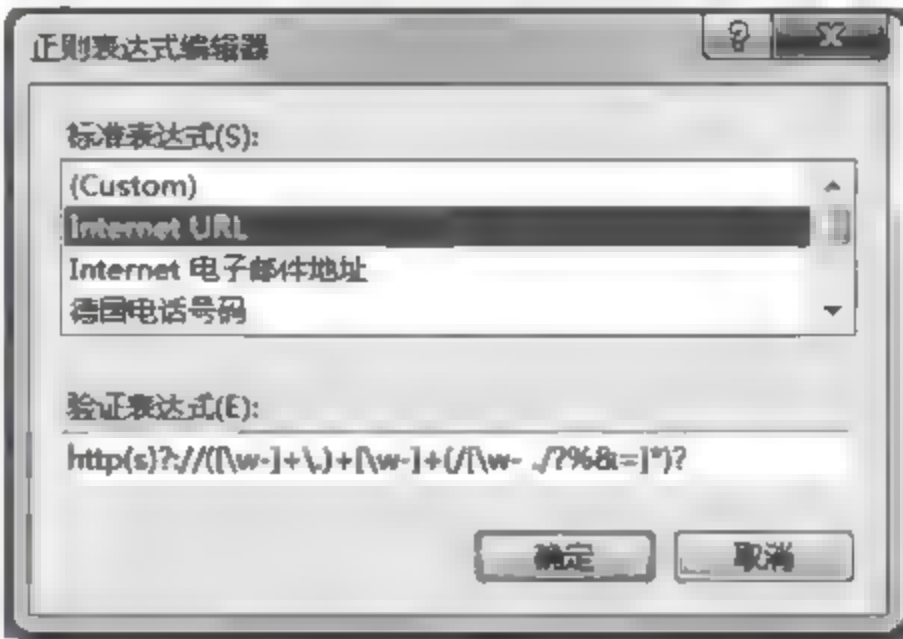 正则表达式编辑器
标准表达式(S):
(Custom)
Internet URL
Internet 电子邮件地址
德国电话号码
验证表达式(E):
http(s)?://([\w-]+\.)+[\w-]+(/[\w- ./?%&=]*)?
确定
取消